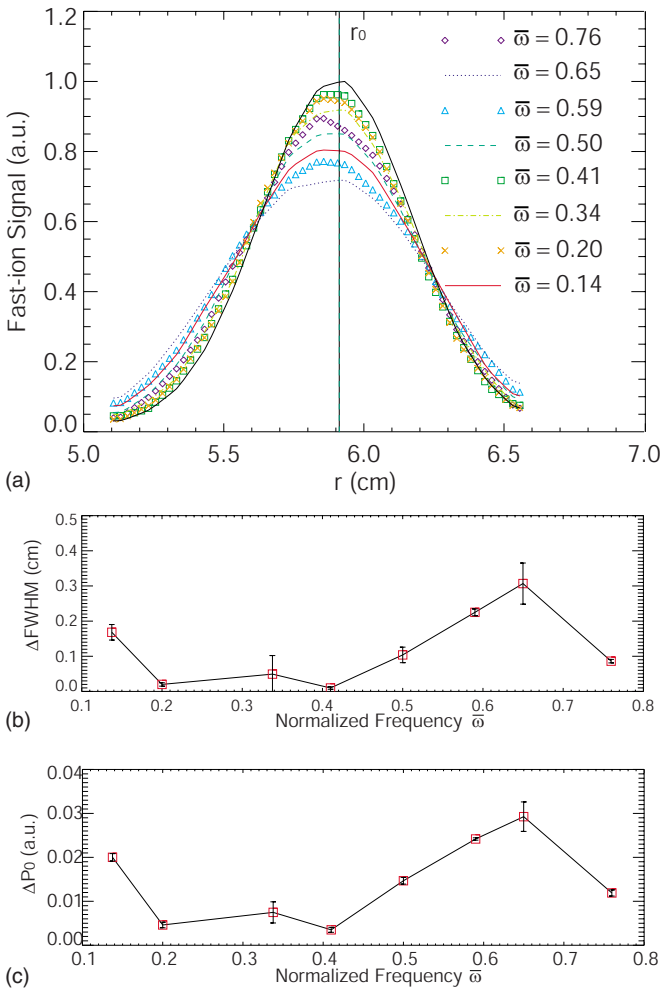 1.2
r₀
1.0
0.8
0.6
0.4
0.2
0.0
Fast-ion Signal (a.u.)
ω̅ = 0.76
ω̅ = 0.65
ω̅ = 0.59
ω̅ = 0.50
ω̅ = 0.41
ω̅ = 0.34
ω̅ = 0.20
ω̅ = 0.14
5.0 5.5 6.0 6.5 7.0
r (cm)
(a)
0.5
0.4
0.3
0.2
0.1
0.0
ΔFWHM (cm)
0.1 0.2 0.3 0.4 0.5 0.6 0.7 0.8
Normalized Frequency ω̅
(b)
0.04
0.03
0.02
0.01
0.00
ΔP₀ (a.u.)
0.1 0.2 0.3 0.4 0.5 0.6 0.7 0.8
Normalized Frequency ω̅
(c)